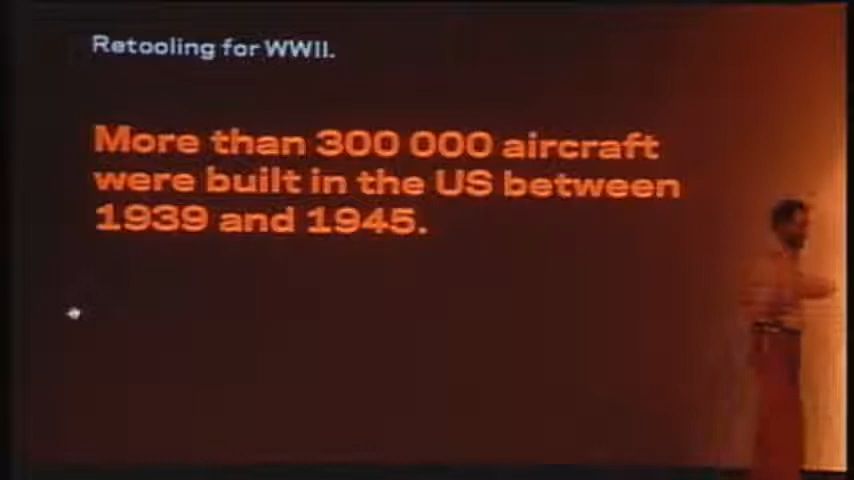 Retooling for WWII.
More than 300 000 aircraft
were built in the US between
1939 and 1945.